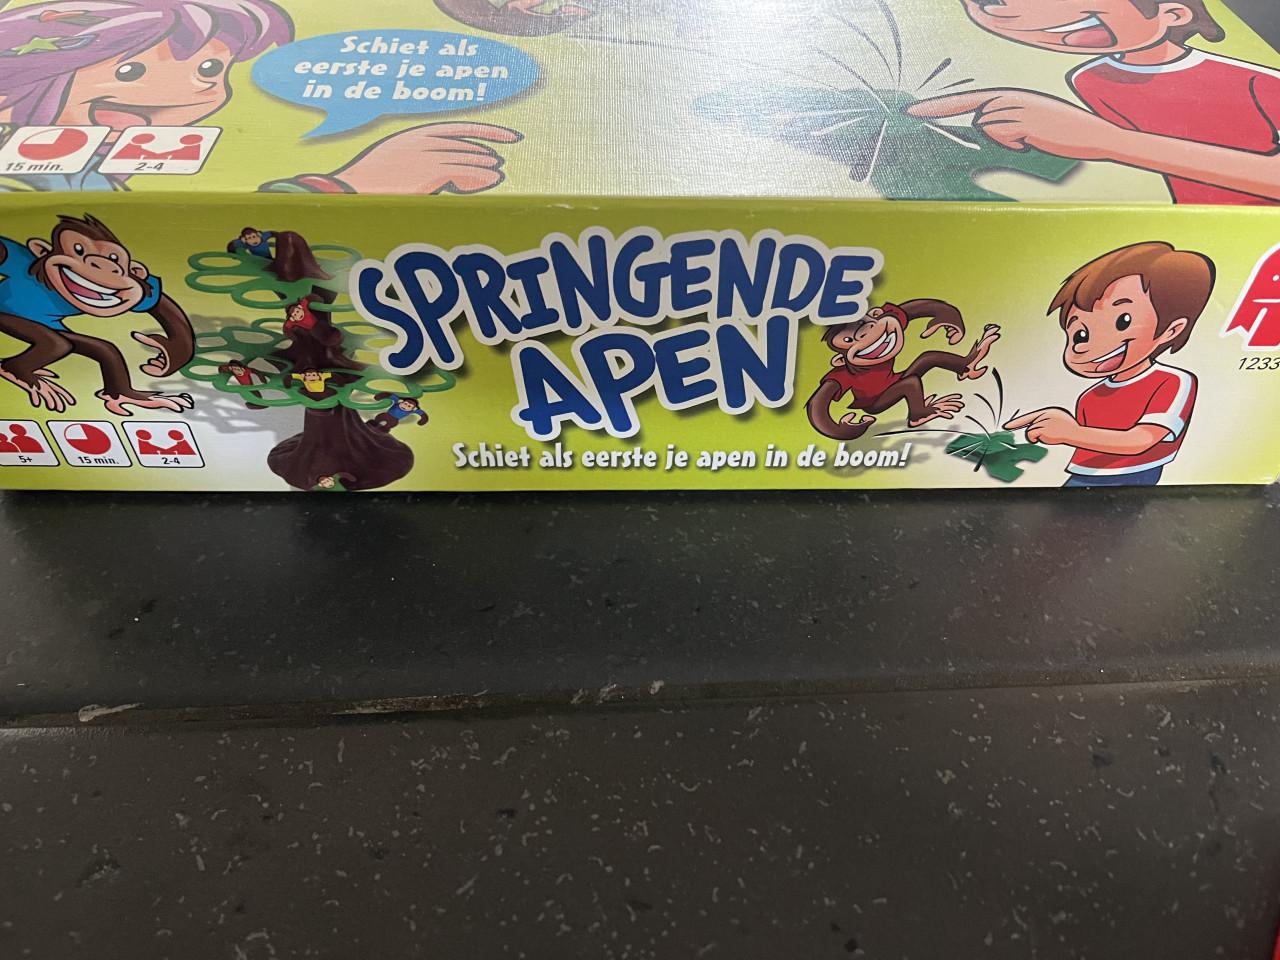 Schiet als
eerste je apen
in de boom!
15 min.
2-4
SPRINGENDE
APEN
Schiet als eerste je apen in de boom!
5+
15 min.
2-4
1233